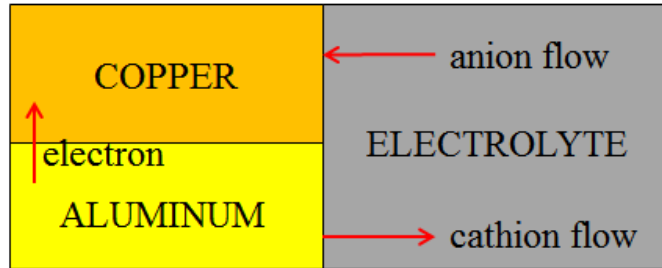 COPPER
electron
ALUMINUM
anion flow
ELECTROLYTE
cathion flow